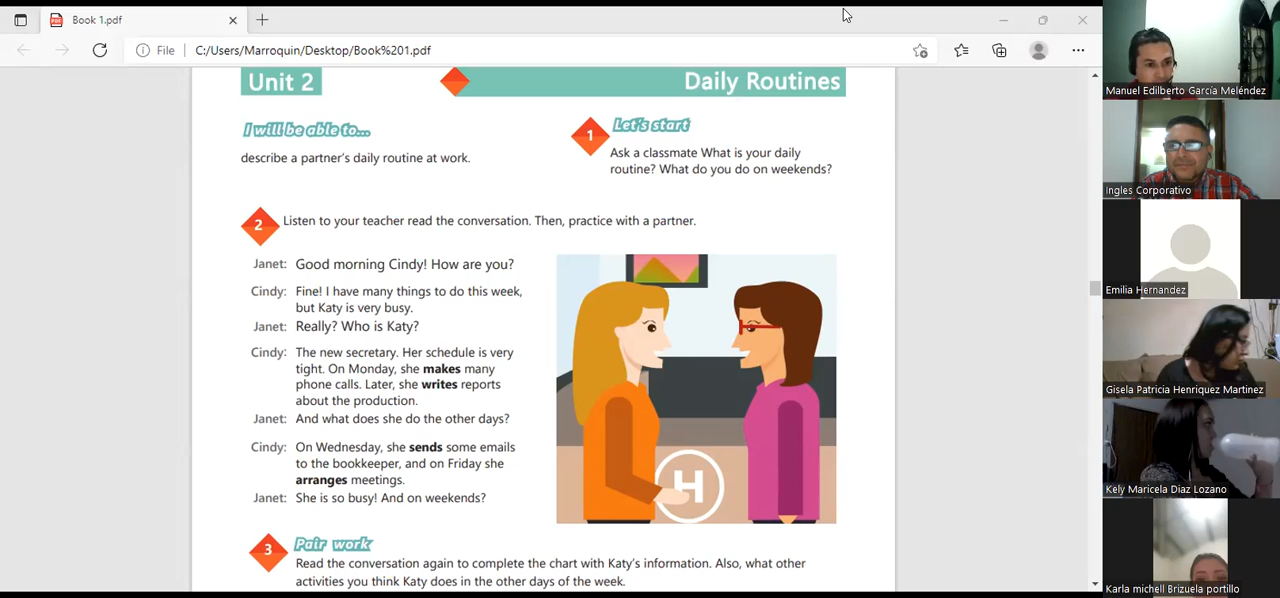 Book 1.pdf
File
C:/Users/Marroquin/Desktop/Book%201.pdf
Unit 2
Daily Routines
I will be able to...
describe a partner's daily routine at work.
1
Let's start
Ask a classmate What is your daily
routine? What do you do on weekends?
2
Listen to your teacher read the conversation. Then, practice with a partner.
Janet: Good morning Cindy! How are you?
Cindy: Fine! I have many things to do this week,
but Katy is very busy.
Janet: Really? Who is Katy?
Cindy: The new secretary. Her schedule is very
tight. On Monday, she makes many
phone calls. Later, she writes reports
about the production.
Janet: And what does she do the other days?
Cindy: On Wednesday, she sends some emails
to the bookkeeper, and on Friday she
arranges meetings.
Janet: She is so busy! And on weekends?
H
3
Pair work
Read the conversation again to complete the chart with Katy's information. Also, what other
activities you think Katy does in the other days of the week.
Manuel Edilberto García Meléndez
Ingles Corporativo
Emilia Hernandez
Gisela Patricia Henriquez Martinez
Kely Maricela Diaz Lozano
Karla michell Brizuela portillo